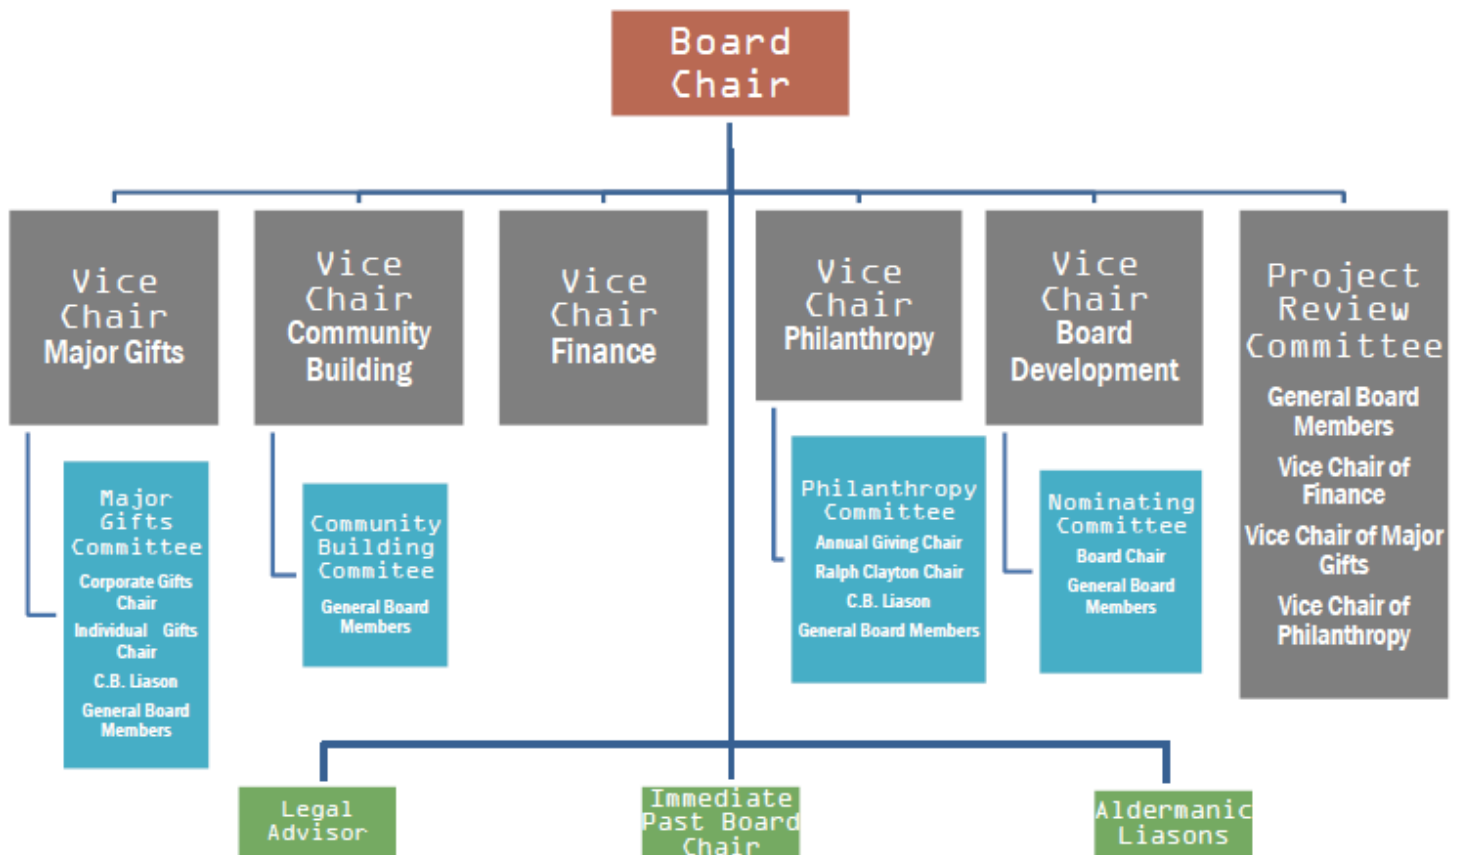 Board
Chair
Vice
Chair
Major Gifts
Vice
Chair
Community
Building
Vice
Chair
Finance
Vice
Chair
Philanthropy
Vice
Chair
Board
Development
Project
Review
Committee
General Board
Members
Vice Chair of
Finance
Vice Chair of Major
Gifts
Vice Chair of
Philanthropy
Major
Gifts
Committee
Corporate Gifts
Chair
Individual Gifts
Chair
C.B. Liason
General Board
Members
Community
Building
Commitee
General Board
Members
Philanthropy
Committee
Annual Giving Chair
Ralph Clayton Chair
C.B. Liason
General Board Members
Nominating
Committee
Board Chair
General Board
Members
Legal
Advisor
Immediate
Past Board
Chair
Aldermanic
Liasons